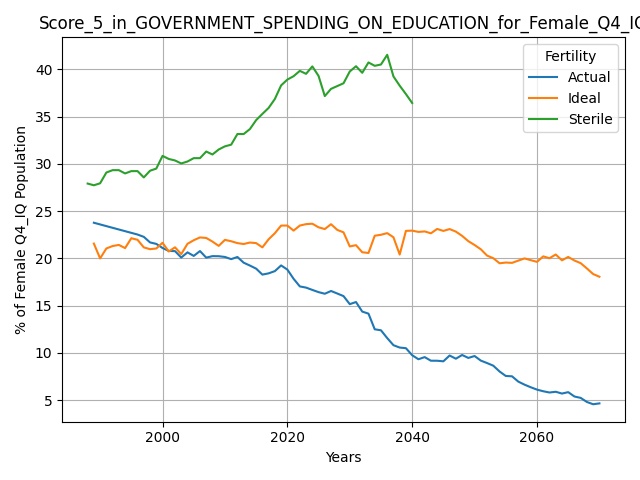 Score_5_in_GOVERNMENT_SPENDING_ON_EDUCATION_for_Female_Q4_IQ
% of Female Q4_IQ Population
40
35
30
25
20
15
10
5
Fertility
Actual
Ideal
Sterile
2000
2020
2040
2060
Years